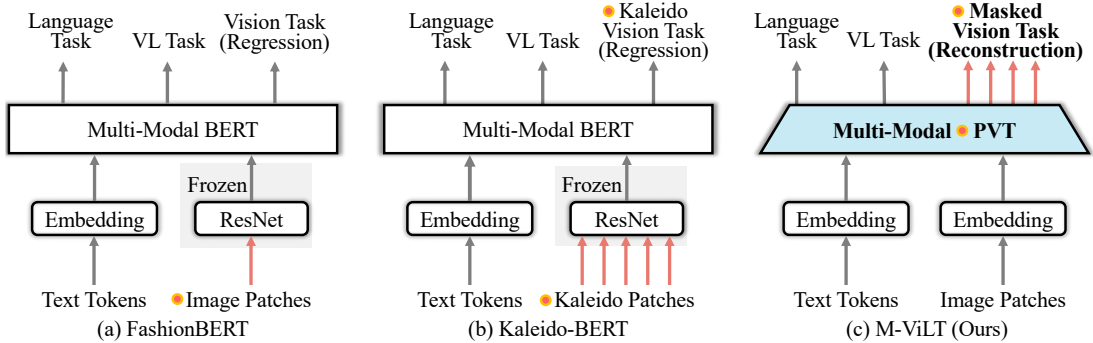 Language
Task
VL Task
Vision Task
(Regression)
Multi-Modal BERT
Frozen
Embedding
ResNet
Text Tokens
Image Patches
(a) FashionBERT
Language
Task
VL Task
Kaleido
Vision Task
(Regression)
Multi-Modal BERT
Frozen
Embedding
ResNet
Text Tokens
Kaleido Patches
(b) Kaleido-BERT
Language
Task
VL Task
Masked
Vision Task
(Reconstruction)
Multi-Modal PVT
Embedding
Embedding
Text Tokens
Image Patches
(c) M-ViLT (Ours)